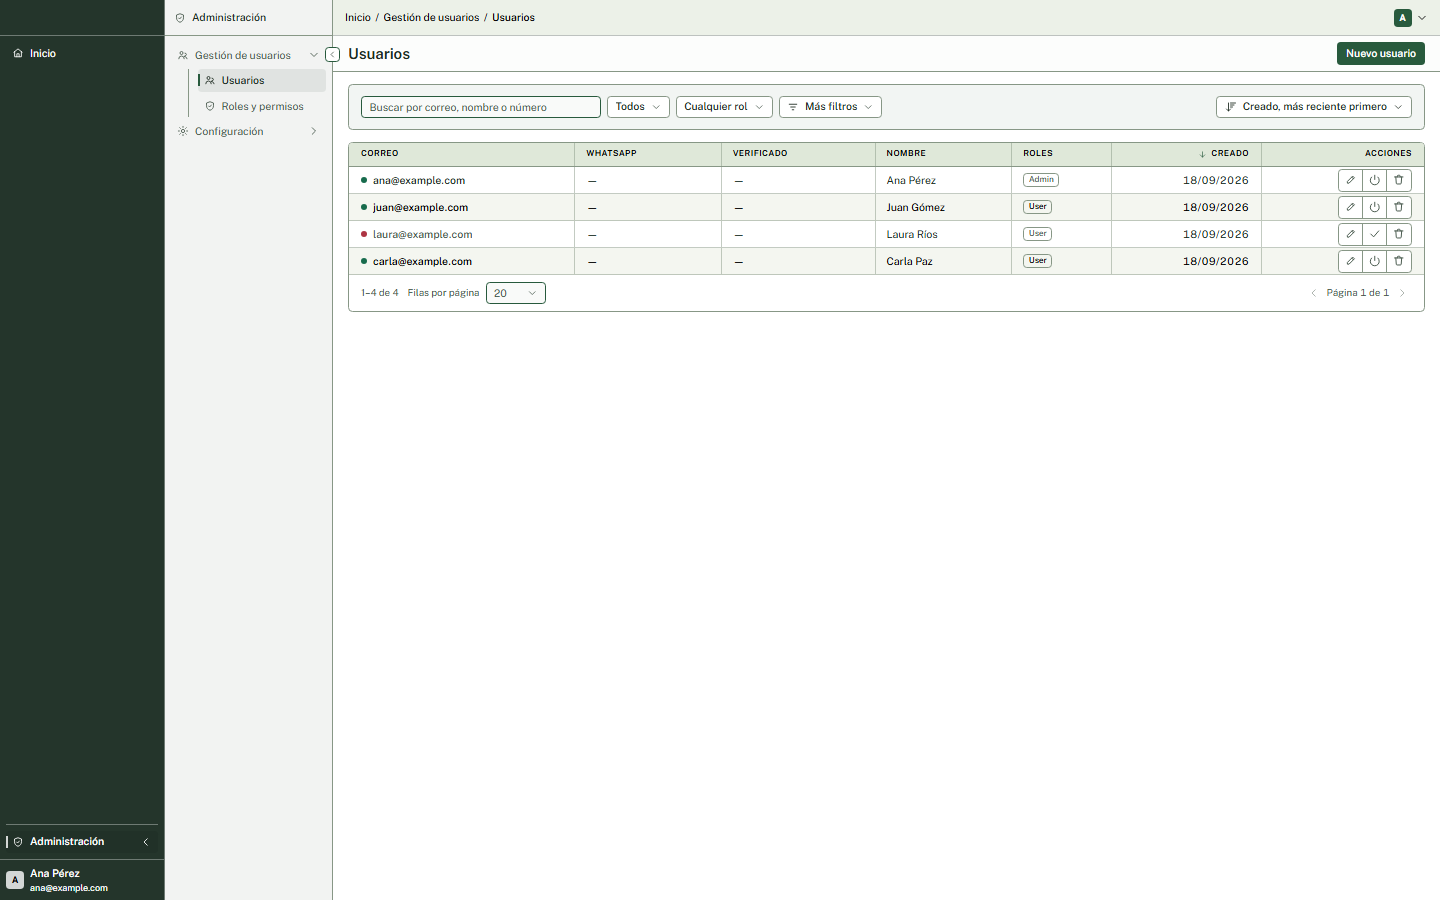 Administración
Inicio / Gestión de usuarios / Usuarios
A
Inicio
Gestión de usuarios
Usuarios
Roles y permisos
Configuración
Usuarios
Nuevo usuario
Buscar por correo, nombre o número
Todos
Cualquier rol
Más filtros
Creado, más reciente primero
CORREO WHATSAPP VERIFICADO NOMBRE ROLES CREADO ACCIONES
ana@example.com — — Ana Pérez Admin 18/09/2026
juan@example.com — — Juan Gómez User 18/09/2026
laura@example.com — — Laura Ríos User 18/09/2026
carla@example.com — — Carla Paz User 18/09/2026
1–4 de 4 Filas por página 20 Página 1 de 1
Administración
A
Ana Pérez
ana@example.com